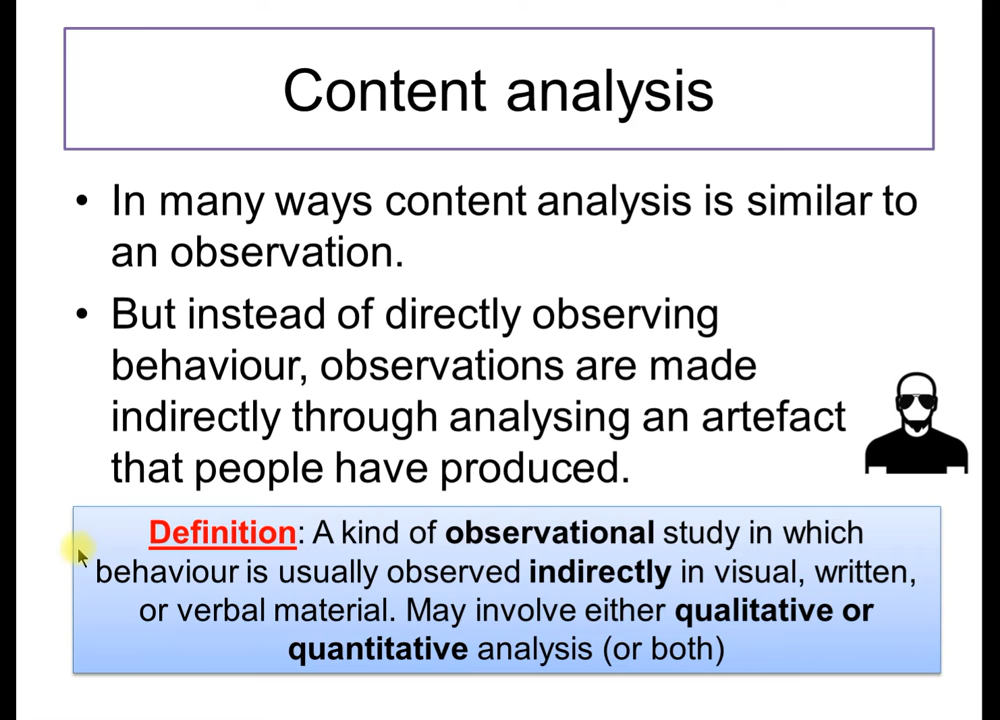 Content analysis
• In many ways content analysis is similar to
an observation.
• But instead of directly observing
behaviour, observations are made
indirectly through analysing an artefact
that people have produced.
Definition: A kind of observational study in which
behaviour is usually observed indirectly in visual, written,
or verbal material. May involve either qualitative or
quantitative analysis (or both)